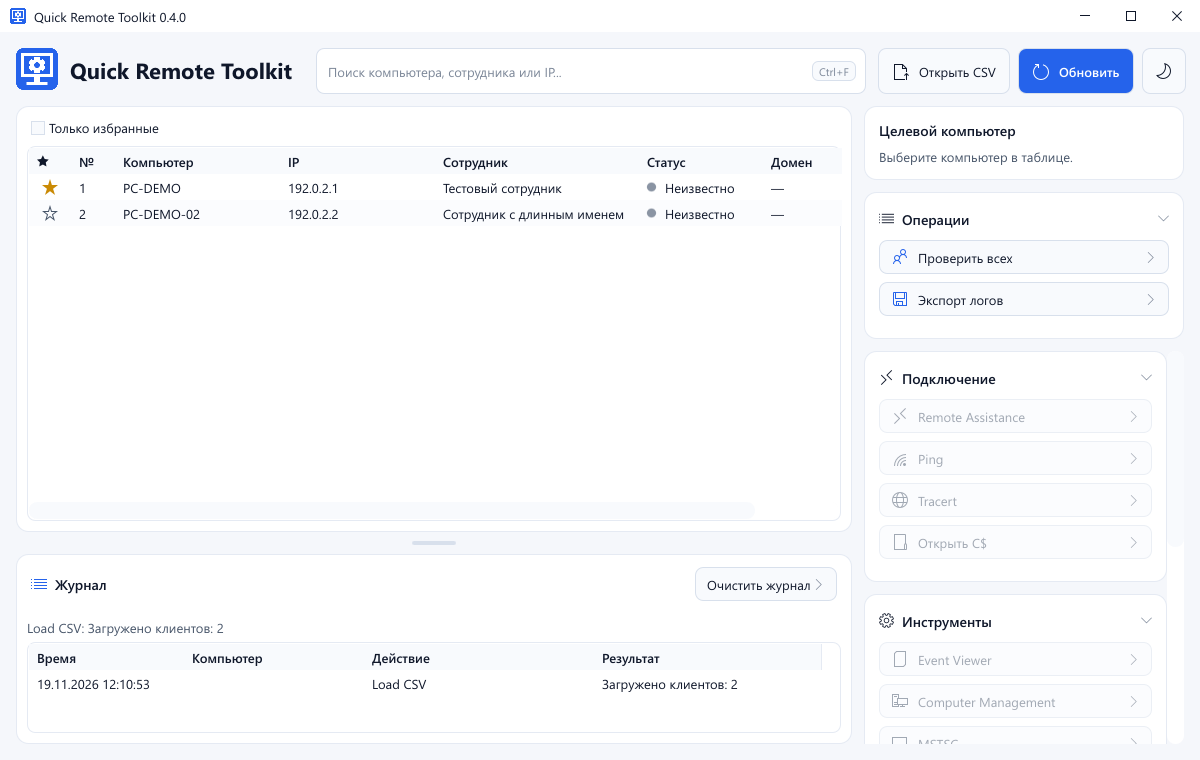 Quick Remote Toolkit 0.4.0
Quick Remote Toolkit
Поиск компьютера, сотрудника или IP...
Ctrl+F
Открыть CSV
Обновить
Только избранные
★ № Компьютер IP Сотрудник Статус Домен
★ 1 PC-DEMO 192.0.2.1 Тестовый сотрудник Неизвестно —
☆ 2 PC-DEMO-02 192.0.2.2 Сотрудник с длинным именем Неизвестно —
Целевой компьютер
Выберите компьютер в таблице.
Операции
Проверить всех
Экспорт логов
Подключение
Remote Assistance
Ping
Tracert
Открыть C$
Инструменты
Event Viewer
Computer Management
MSTSC
Журнал
Очистить журнал
Load CSV: Загружено клиентов: 2
Время Компьютер Действие Результат
19.11.2026 12:10:53 Load CSV Загружено клиентов: 2